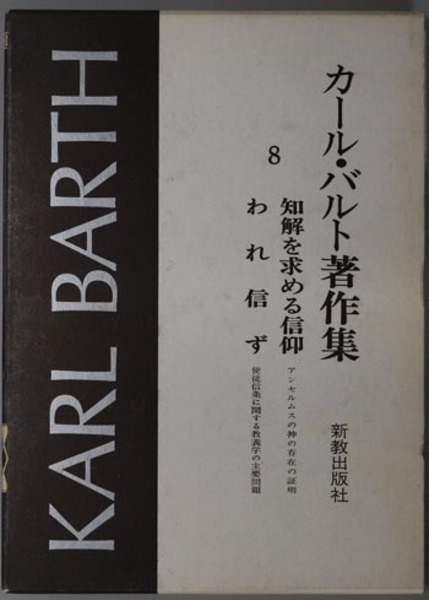 KARL BARTH
カール・バルト著作集
8
知解を求める信仰
アンセルムスの神の存在の証明
われ信ず
使徒信条に関する教義学の主要問題
新教出版社